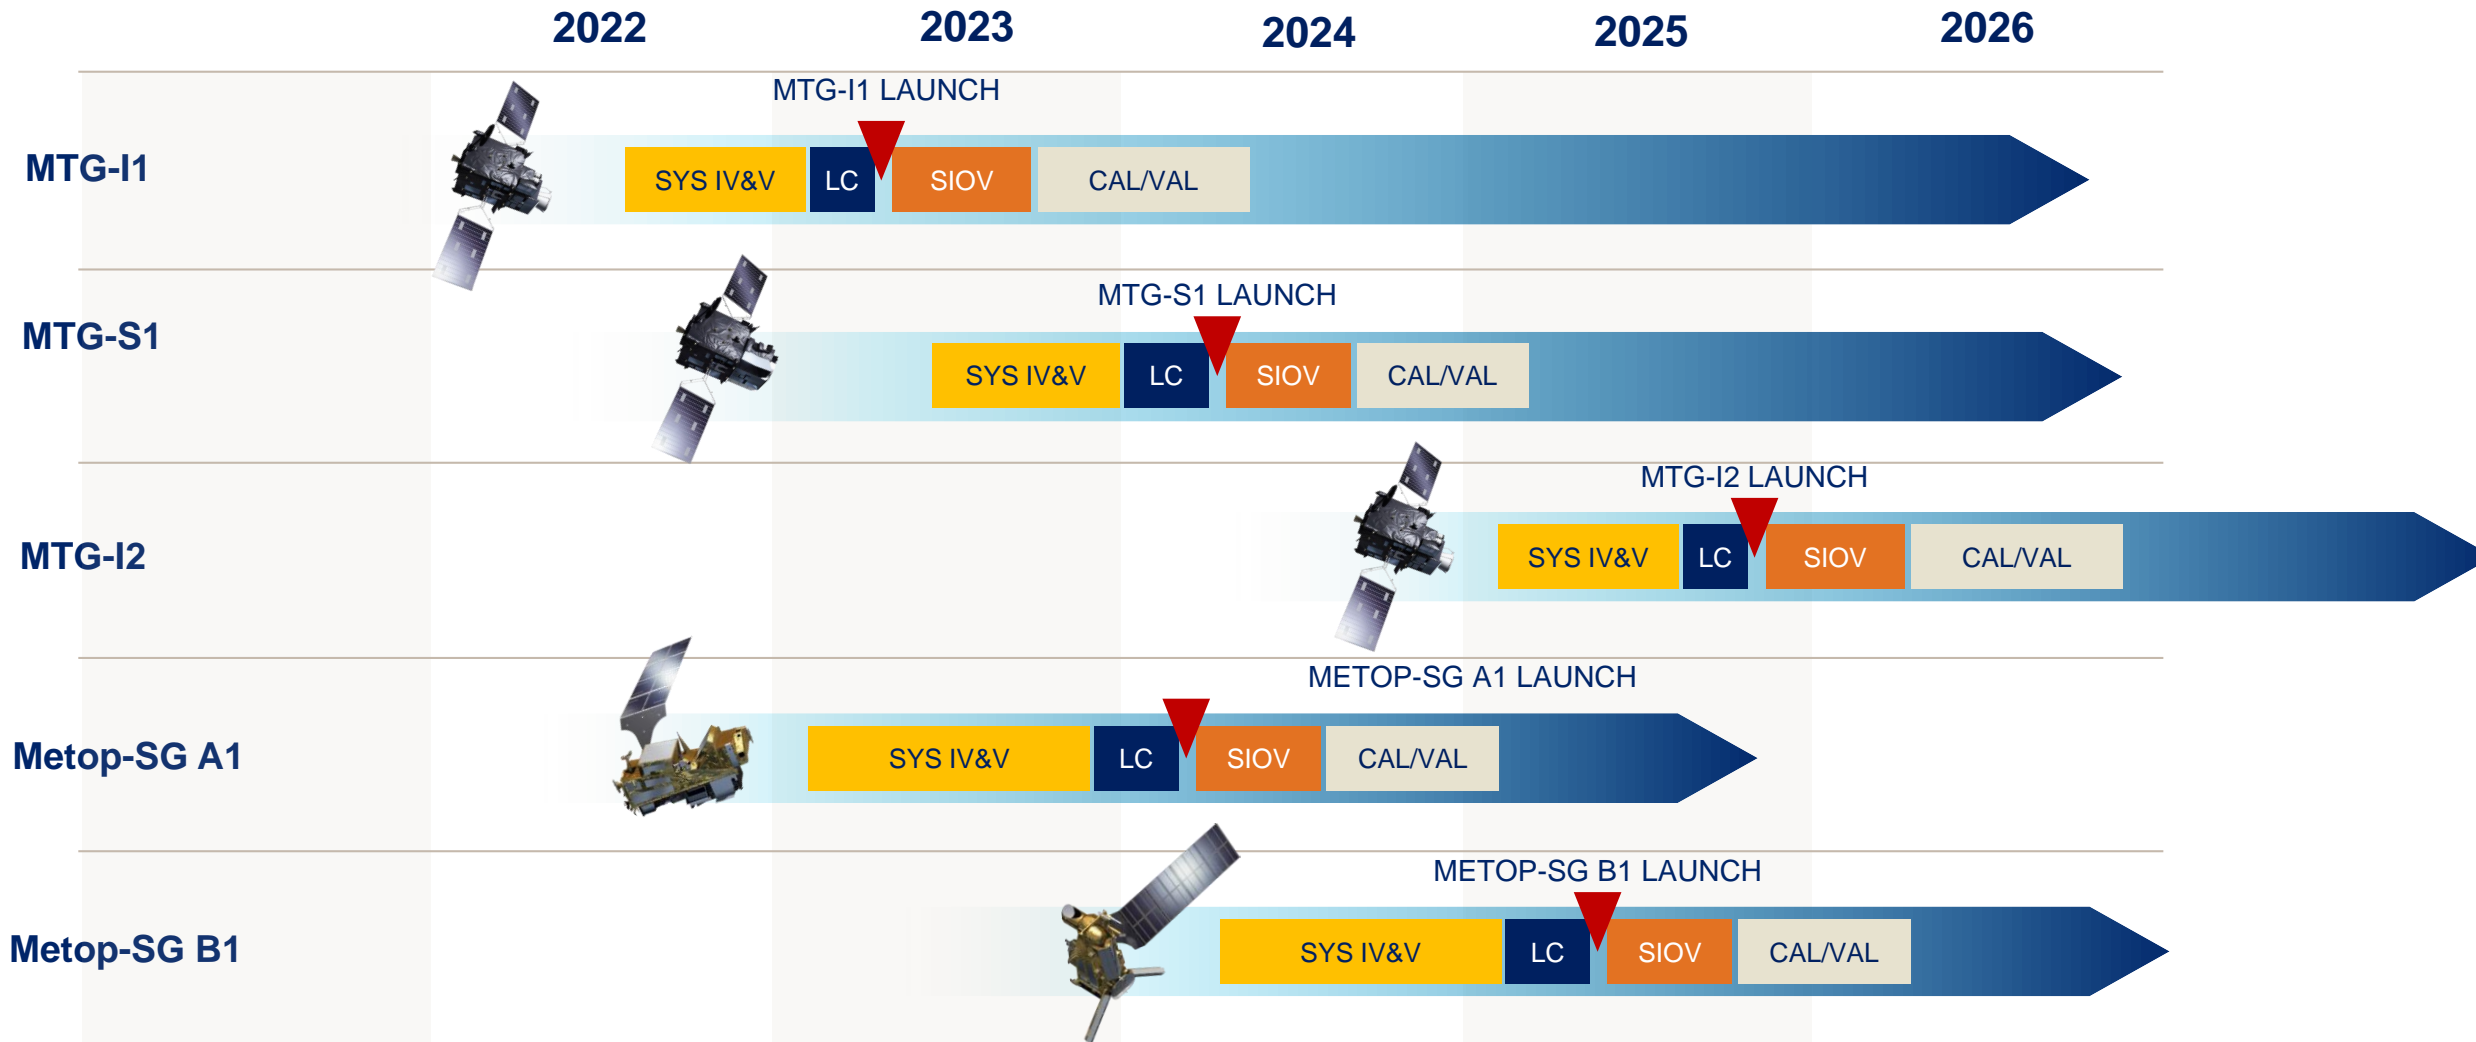 2022 2023 2024 2025 2026
MTG-I1 LAUNCH
MTG-I1
SYS IV&V LC SIOV CAL/VAL
MTG-S1 LAUNCH
MTG-S1
SYS IV&V LC SIOV CAL/VAL
MTG-I2 LAUNCH
MTG-I2
SYS IV&V LC SIOV CAL/VAL
METOP-SG A1 LAUNCH
Metop-SG A1
SYS IV&V LC SIOV CAL/VAL
METOP-SG B1 LAUNCH
Metop-SG B1
SYS IV&V LC SIOV CAL/VAL